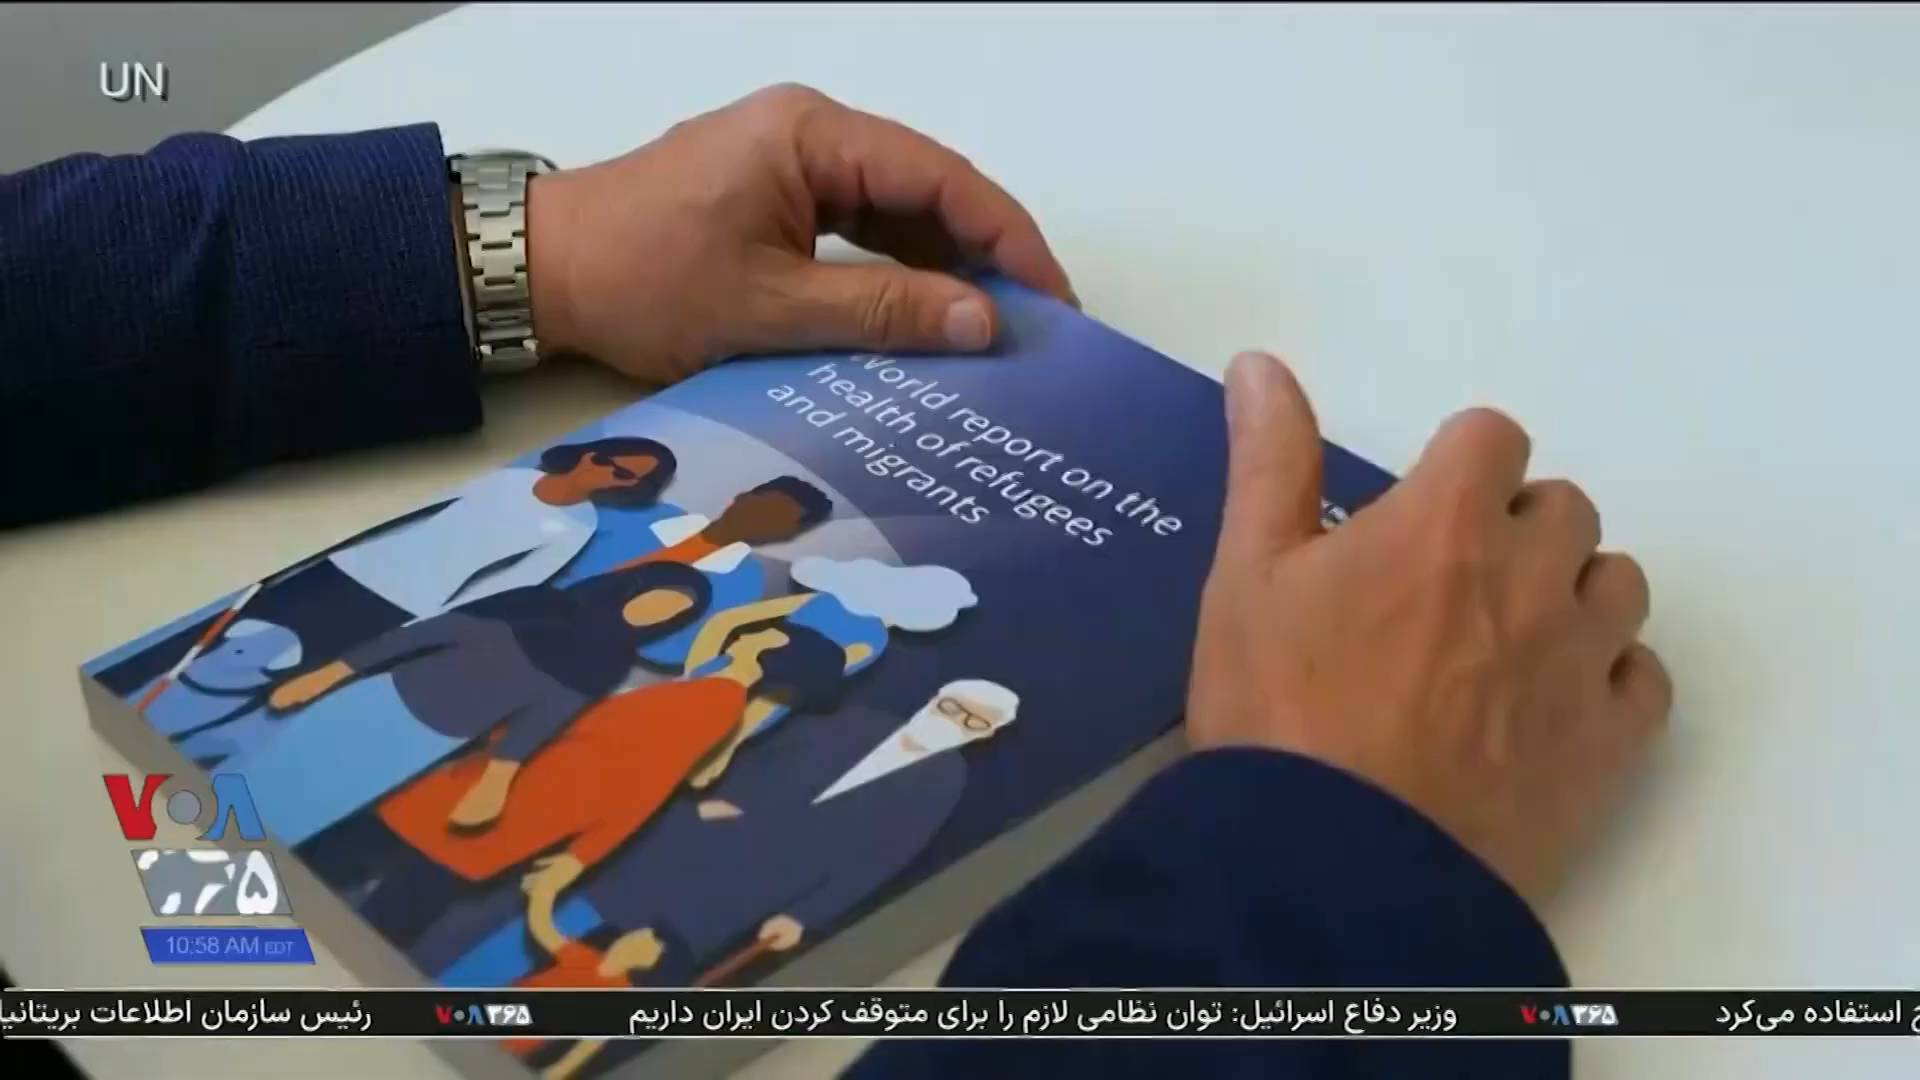 UN
World report on the
health of refugees
and migrants
VOA
۳۶۵
10:58 AM EDT
استفاده می‌کرد
VOA۳۶۵
وزیر دفاع اسرائیل: توان نظامی لازم را برای متوقف کردن ایران داریم
VOA۳۶۵
رئیس سازمان اطلاعات بریتانیا